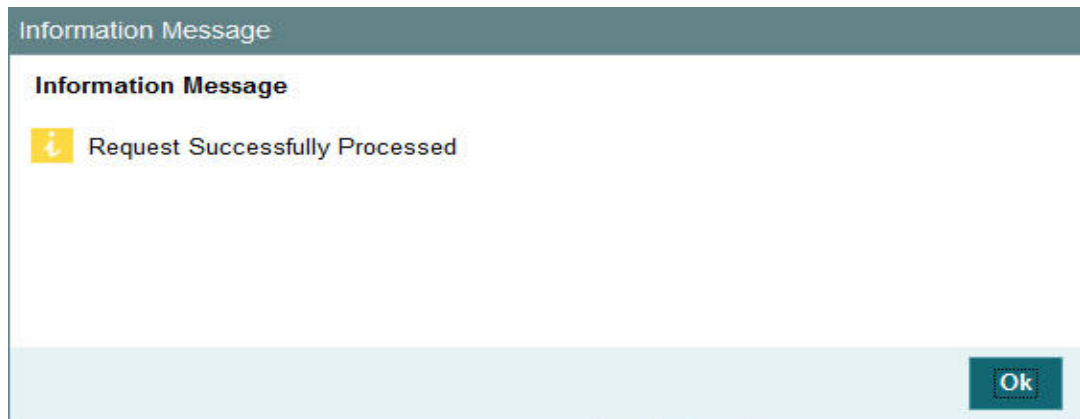 Information Message
Information Message
i Request Successfully Processed
Ok